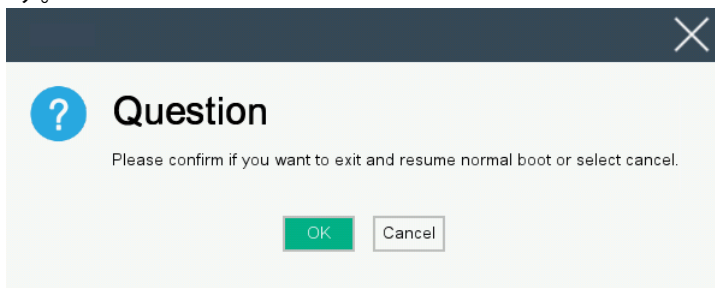 ?
Question
Please confirm if you want to exit and resume normal boot or select cancel.
OK
Cancel